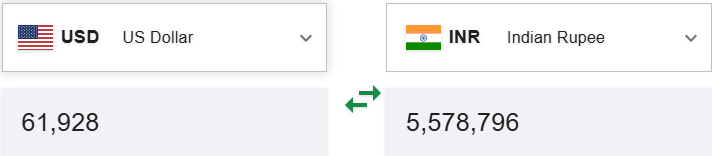 USD US Dollar INR Indian Rupee
61,928 5,578,796